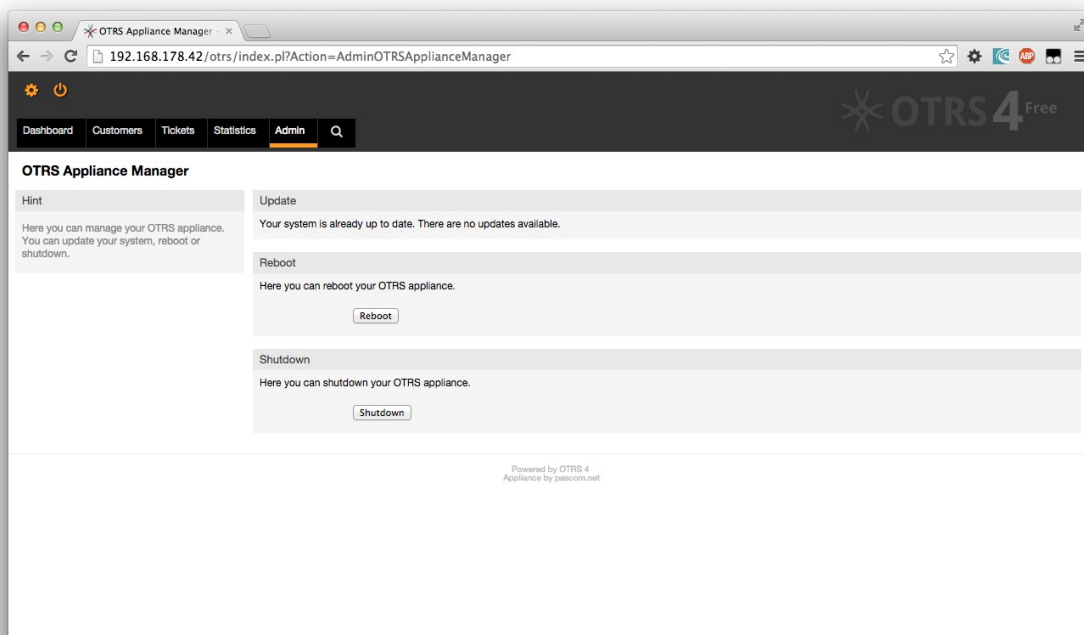 OTRS Appliance Manager - ×
192.168.178.42/otrs/index.pl?Action=AdminOTRSApplianceManager
ABP
OTRS 4 Free
Dashboard Customers Tickets Statistics Admin
OTRS Appliance Manager
Hint
Here you can manage your OTRS appliance.
You can update your system, reboot or
shutdown.
Update
Your system is already up to date. There are no updates available.
Reboot
Here you can reboot your OTRS appliance.
Reboot
Shutdown
Here you can shutdown your OTRS appliance.
Shutdown
Powered by OTRS 4
Appliance by pascom.net